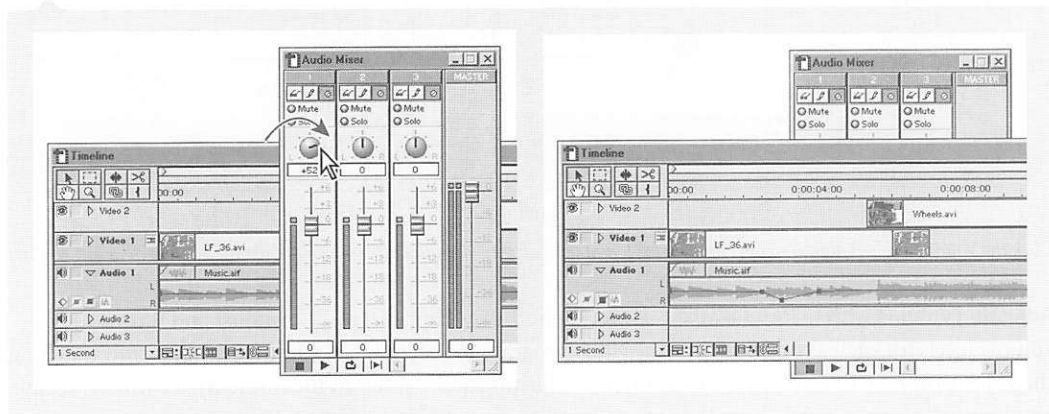 Audio Mixer
1 2 3 MASTER
Mute Mute Mute
Solo Solo Solo
L R L R
+52 0 0
Timeline
00:00
Video 2
Video 1
LF_36.avi
Audio 1
Music.aif
L
R
Audio 2
Audio 3
1 Second
0 0 0 0
Audio Mixer
1 2 3 MASTER
Mute Mute Mute
Solo Solo Solo
Timeline
00:00 0:00:04:00 0:00:08:00
Video 2
Wheels.avi
Video 1
LF_36.avi
Audio 1
Music.aif
L
R
Audio 2
Audio 3
1 Second